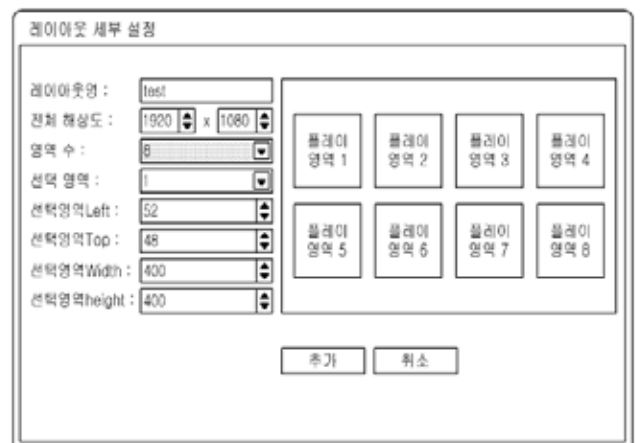 레이아웃 세부 설정
레이아웃명 : test
전체 해상도 : 1920 x 1080
영역 수 : 8
선택 영역 : 1
선택영역Left : 52
선택영역Top : 48
선택영역Width : 400
선택영역height : 400
플레이 영역 1
플레이 영역 2
플레이 영역 3
플레이 영역 4
플레이 영역 5
플레이 영역 6
플레이 영역 7
플레이 영역 8
추가
취소